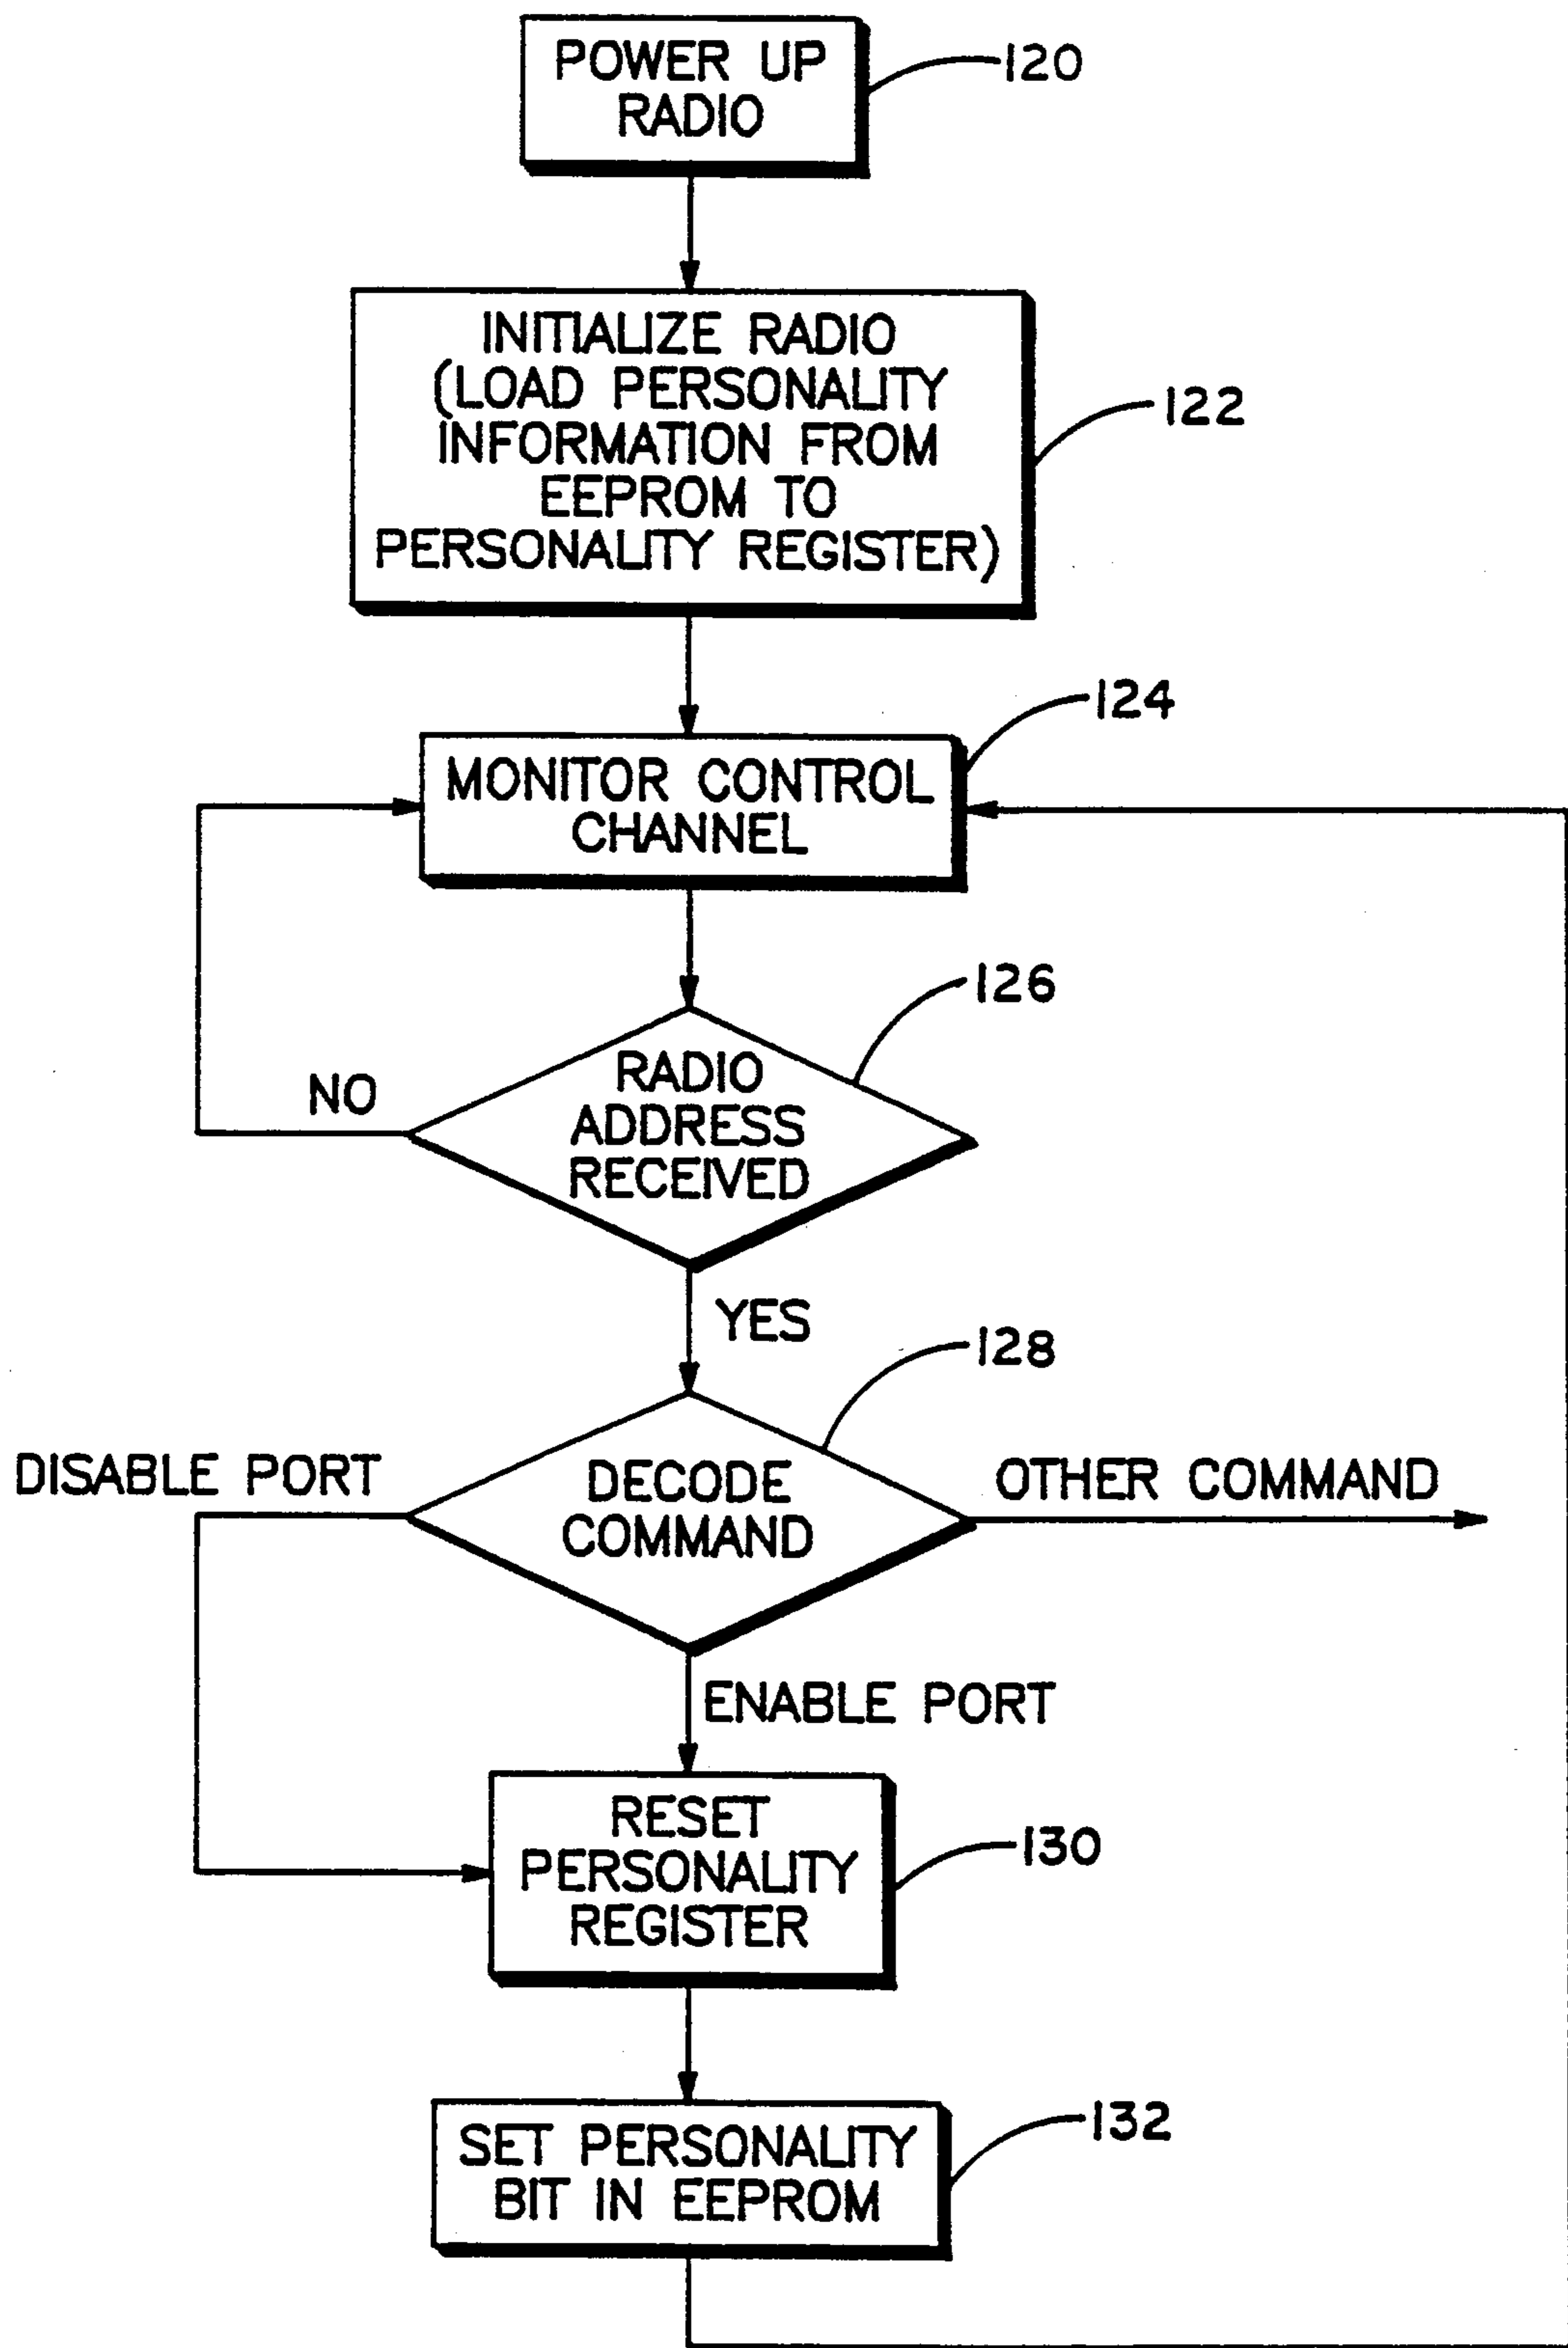 POWER UP
RADIO
120
INITIALIZE RADIO
(LOAD PERSONALITY
INFORMATION FROM
EEPROM TO
PERSONALITY REGISTER)
122
124
MONITOR CONTROL
CHANNEL
126
RADIO
ADDRESS
RECEIVED
NO
YES
128
DISABLE PORT
DECODE
COMMAND
OTHER COMMAND
ENABLE PORT
RESET
PERSONALITY
REGISTER
130
SET PERSONALITY
BIT IN EEPROM
132